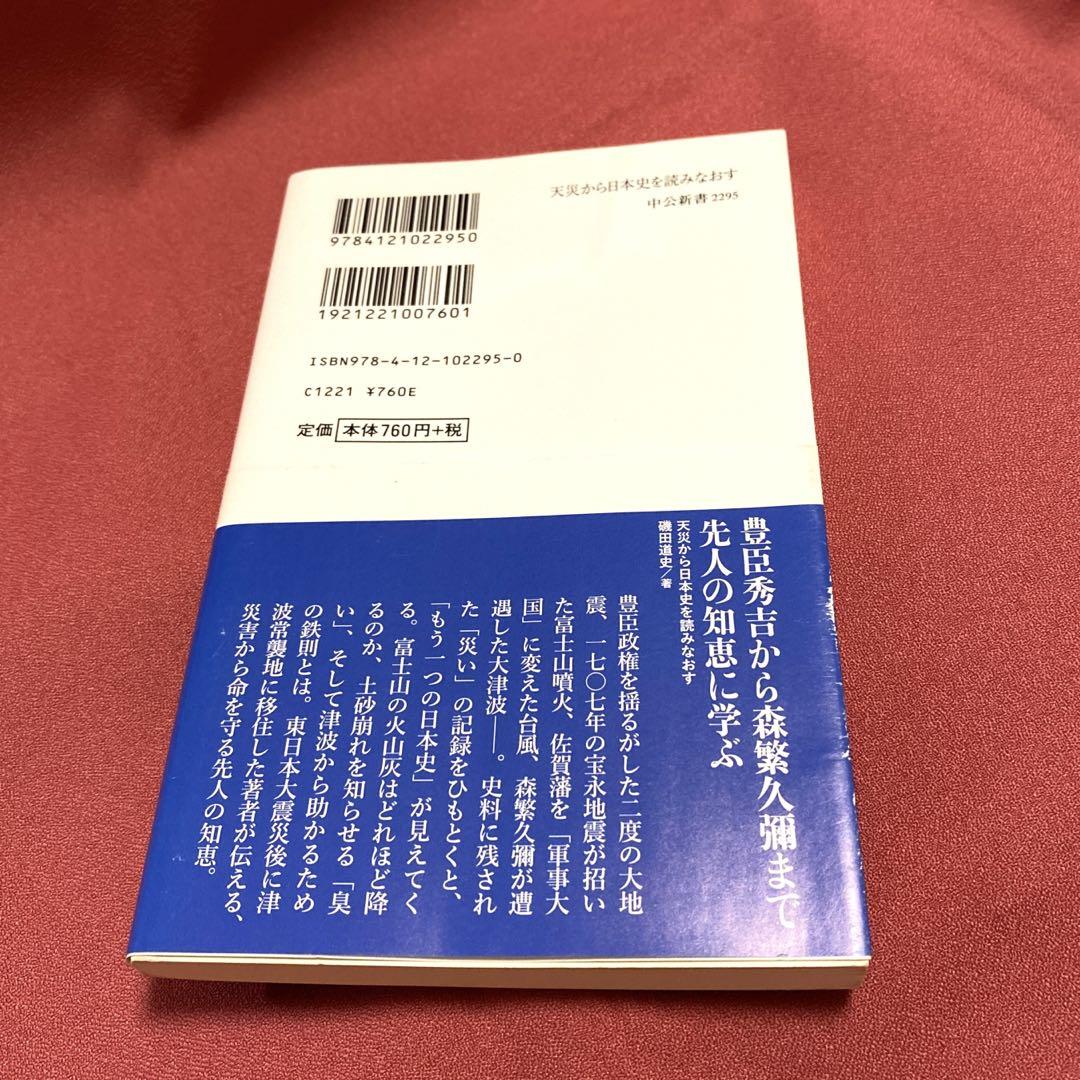 天災から日本史を読みなおす
中公新書 2295
9784121022950
1921221007601
ISBN978-4-12-102295-0
C1221 ¥760E
定価 本体760円+税
豊臣秀吉から森繁久彌まで
先人の知恵に学ぶ
天災から日本史を読みなおす
磯田道史/著
豊臣政権を揺るがした二度の大地
震、一七〇七年の宝永地震が招い
た富士山噴火、佐賀藩を「軍事大
国」に変えた台風、森繁久彌が遭
遇した大津波――。史料に残され
た「災い」の記録をひもとくと、
「もう一つの日本史」が見えてく
る。富士山の火山灰はどれほど降
るのか、土砂崩れを知らせる「臭
い」、そして津波から助かるため
の鉄則とは。東日本大震災後に津
波常襲地に移住した著者が伝える、
災害から命を守る先人の知恵。